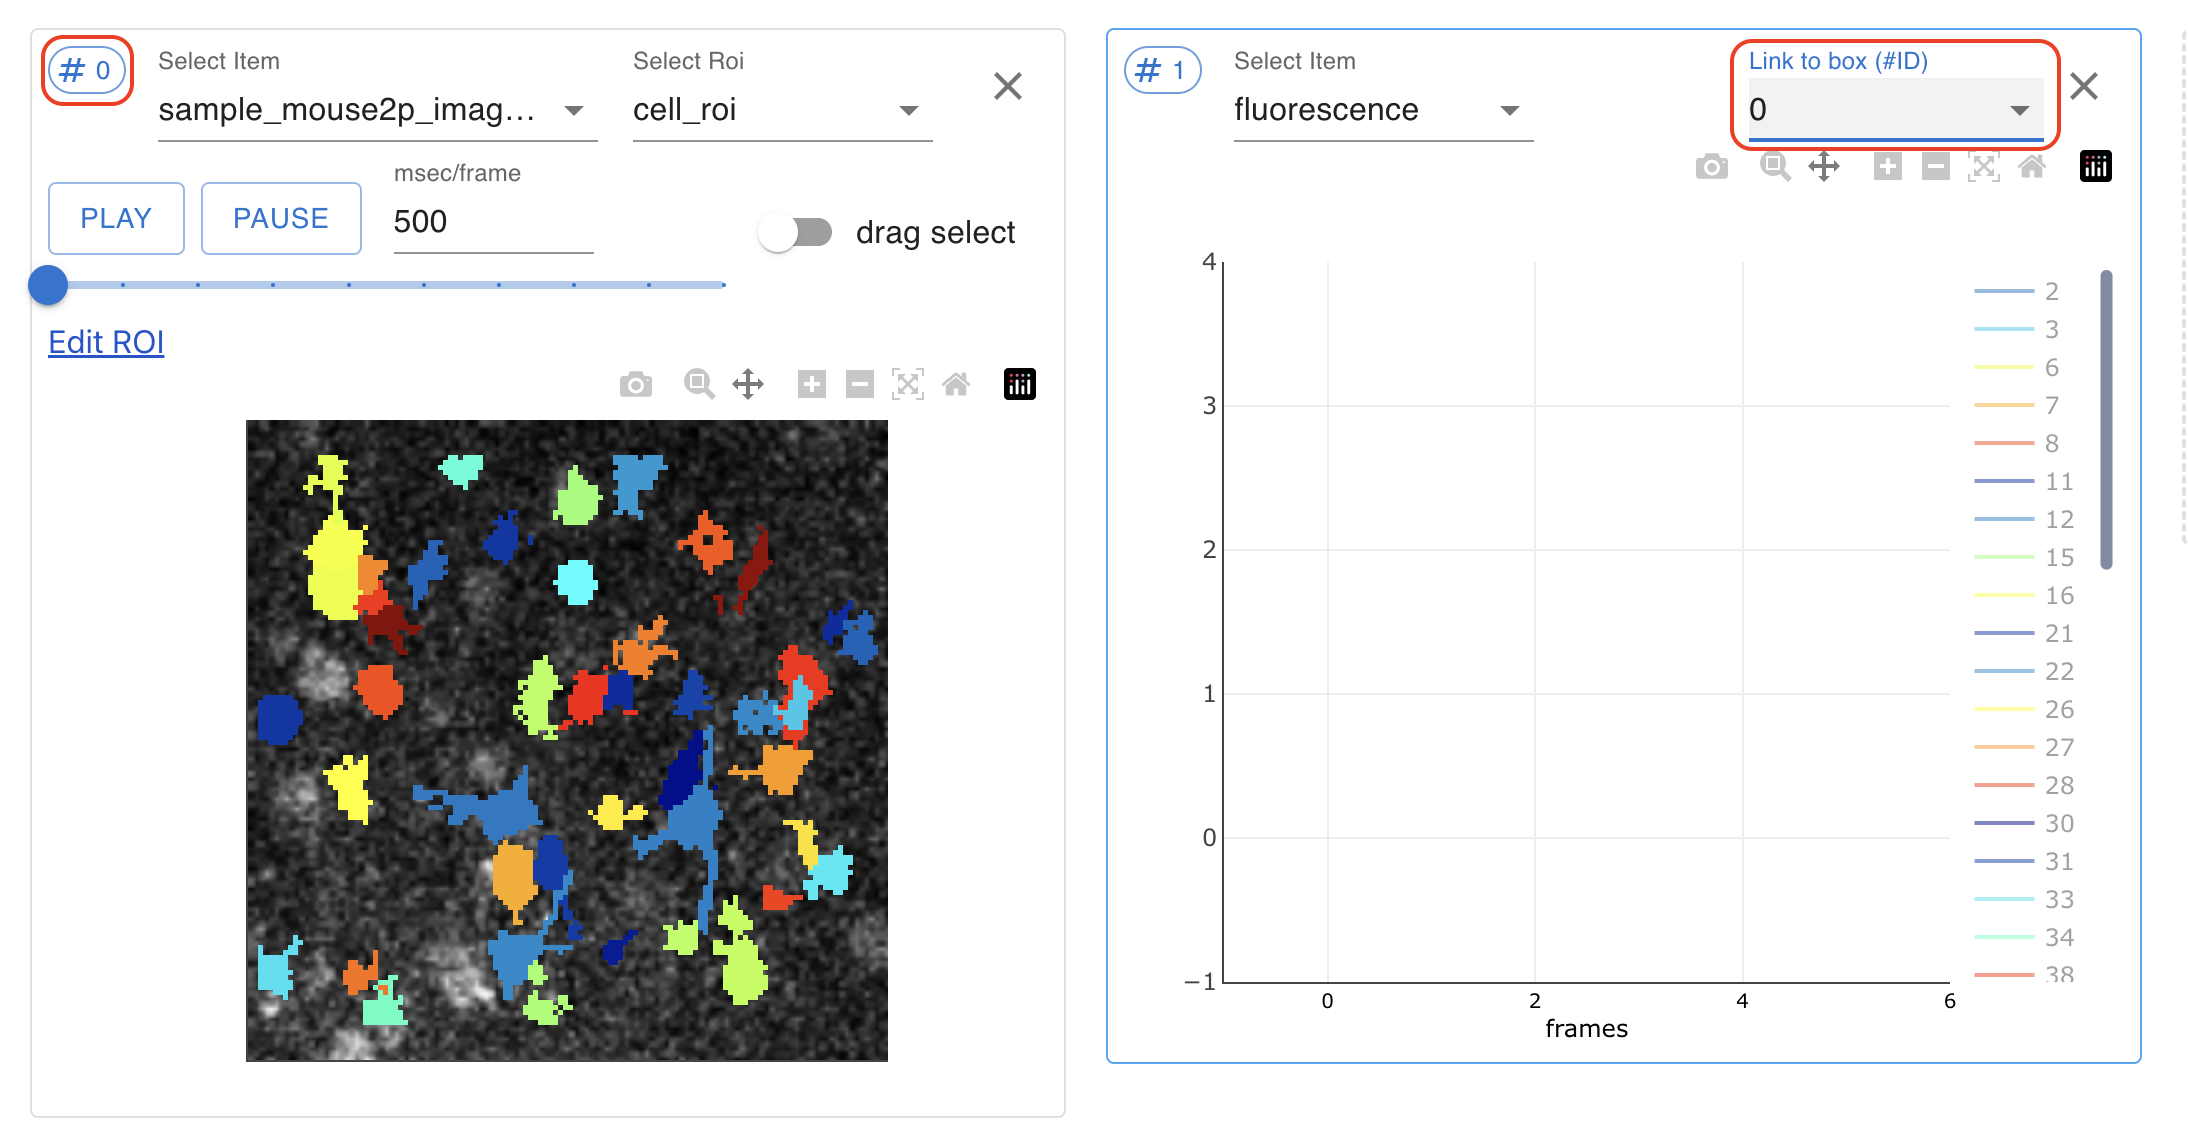 # 0
Select Item
sample_mouse2p_imag...
Select Roi
cell_roi
PLAY
PAUSE
msec/frame
500
drag select
Edit ROI
# 1
Select Item
fluorescence
Link to box (#ID)
0
4
3
2
1
0
−1
0
2
4
6
frames
2
3
6
7
8
11
12
15
16
21
22
26
27
28
30
31
33
34
38